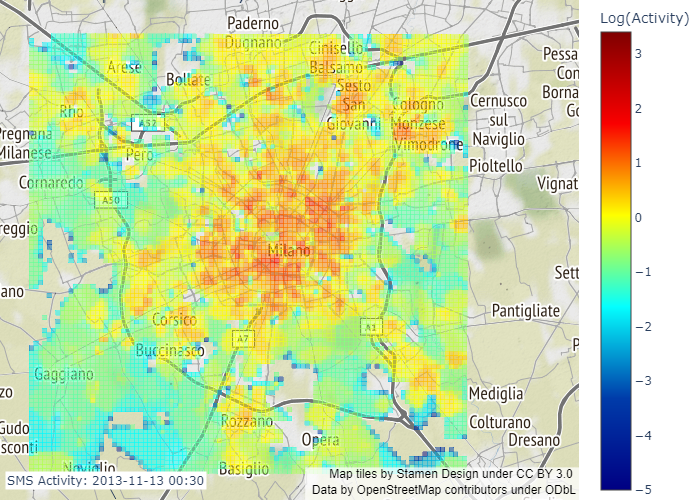 Log(Activity)
Paderno
Dugnano
Cinisello
Balsamo
Arese
Bollate
Sesto
San
Giovanni
Pessa
Con
Borna
Go
Rho
A52
Cologno
Monzese
Cernusco
sul
Naviglio
Pregnana
Milanese
Pero
Vimodrone
Pioltello
Cornaredo
A50
Vignat
reggio
Milano
Sett
ano
Corsico
A7
A1
Pantigliate
P
Buccinasco
Gaggiano
zo
Mediglia
Rozzano
Colturano
Gudo
sconti
Opera
Dresano
Noviglio
Basiglio
3
2
1
0
−1
−2
−3
−4
−5
SMS Activity: 2013-11-13 00:30
Map tiles by Stamen Design under CC BY 3.0
Data by OpenStreetMap contributors under ODbL